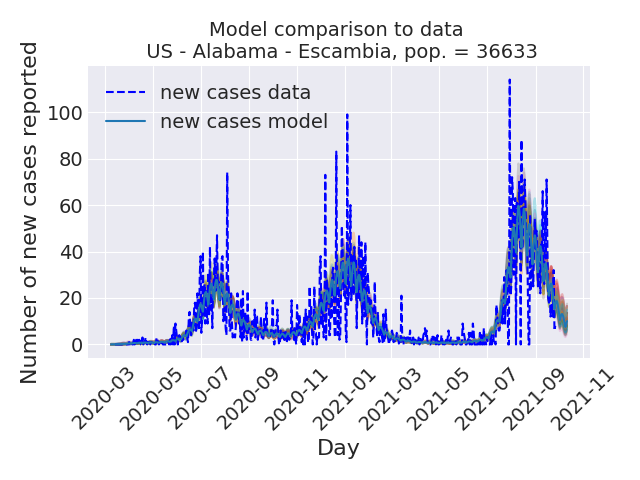 Model comparison to data
US - Alabama - Escambia, pop. = 36633
new cases data
new cases model
Number of new cases reported
100
80
60
40
20
0
2020-03
2020-05
2020-07
2020-09
2020-11
2021-01
2021-03
2021-05
2021-07
2021-09
2021-11
Day